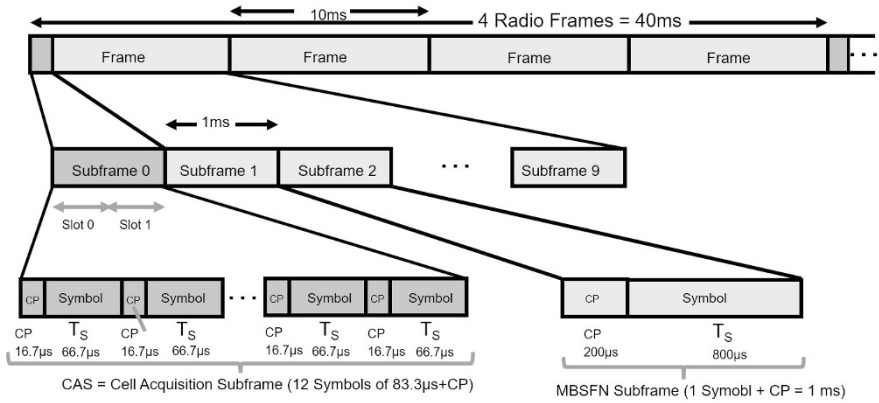 10ms
4 Radio Frames = 40ms
Frame Frame Frame Frame ...
1ms
Subframe 0 Subframe 1 Subframe 2 ... Subframe 9
Slot 0 Slot 1
CP Symbol CP Symbol ... CP Symbol CP Symbol CP Symbol
CP TS CP TS CP TS CP TS CP TS
16.7µs 66.7µs 16.7µs 66.7µs 16.7µs 66.7µs 16.7µs 66.7µs 200µs 800µs
CAS = Cell Acquisition Subframe (12 Symbols of 83.3µs+CP)
MBSFN Subframe (1 Symobl + CP = 1 ms)